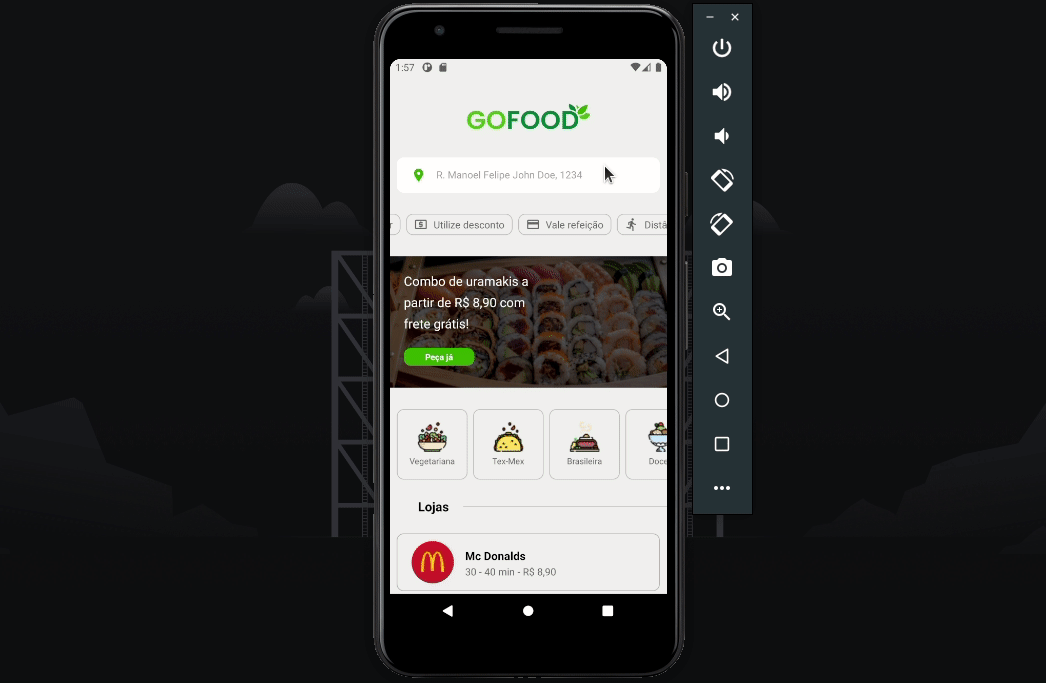 1:57
GOFOOD
R. Manoel Felipe John Doe, 1234
r Utilize desconto Vale refeição Distâ
Combo de uramakis a
partir de R$ 8,90 com
frete grátis!
Peça já
Vegetariana Tex-Mex Brasileira Doce
Lojas
Mc Donalds
30 - 40 min - R$ 8,90